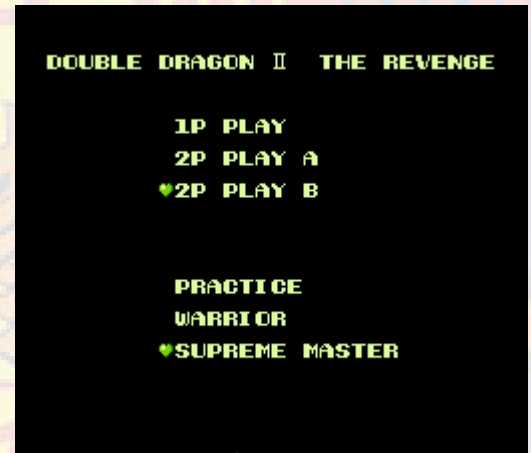 DOUBLE DRAGON Ⅱ THE REVENGE
1P PLAY
2P PLAY A
2P PLAY B
PRACTICE
WARRIOR
SUPREME MASTER